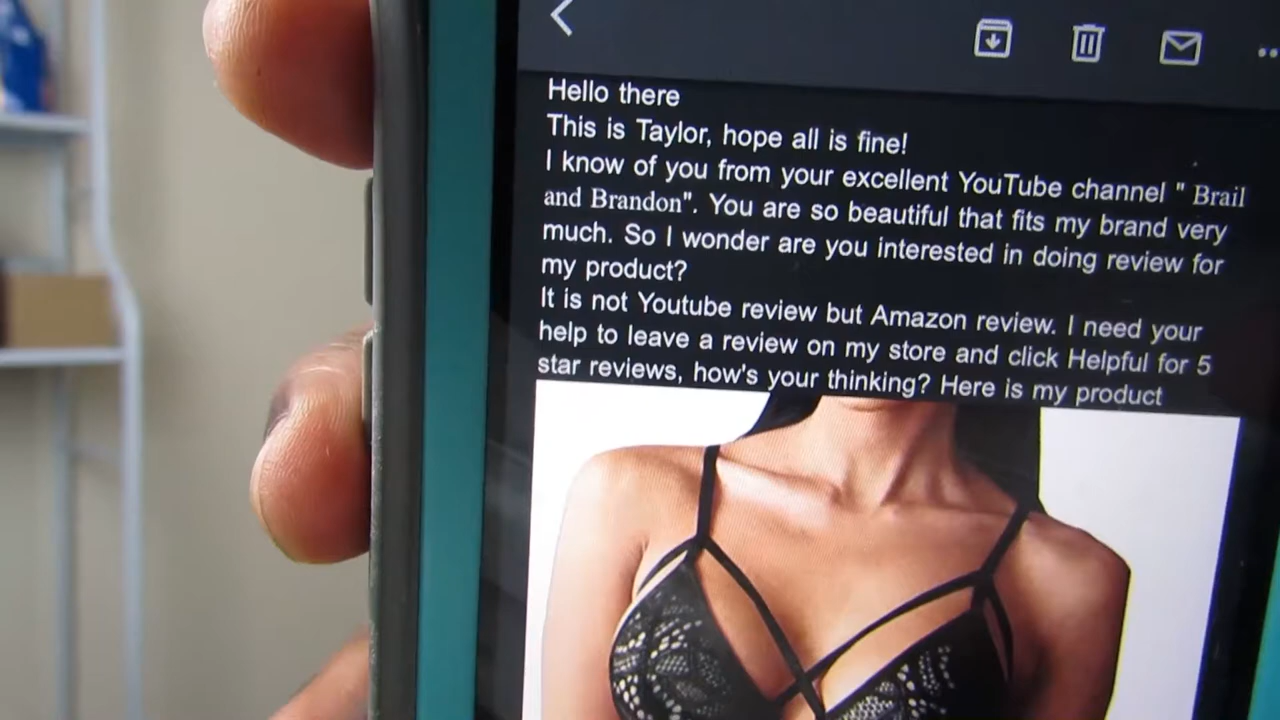 Hello there
This is Taylor, hope all is fine!
I know of you from your excellent YouTube channel " Brail
and Brandon". You are so beautiful that fits my brand very
much. So I wonder are you interested in doing review for
my product?
It is not Youtube review but Amazon review. I need your
help to leave a review on my store and click Helpful for 5
star reviews, how's your thinking? Here is my product